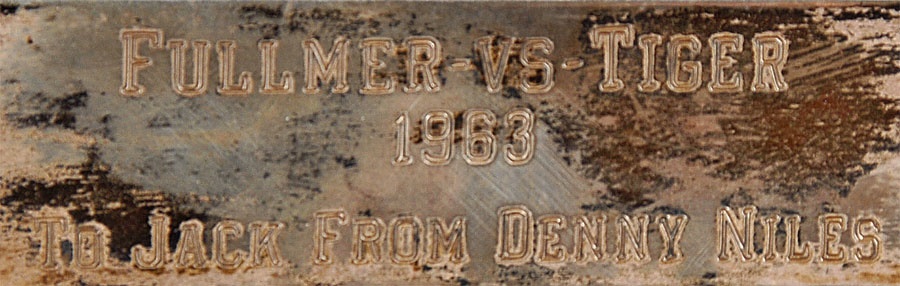 FULLMER-VS-TIGER
1963
TO JACK FROM DENNY NILES